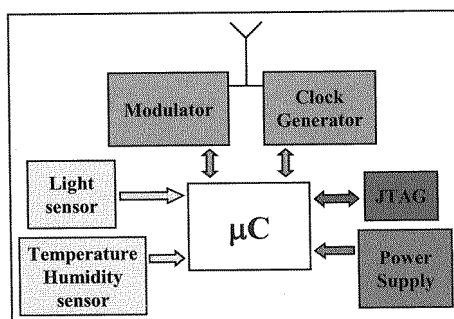 Modulator
Clock
Generator
Light
sensor
μC
JTAG
Temperature
Humidity
sensor
Power
Supply